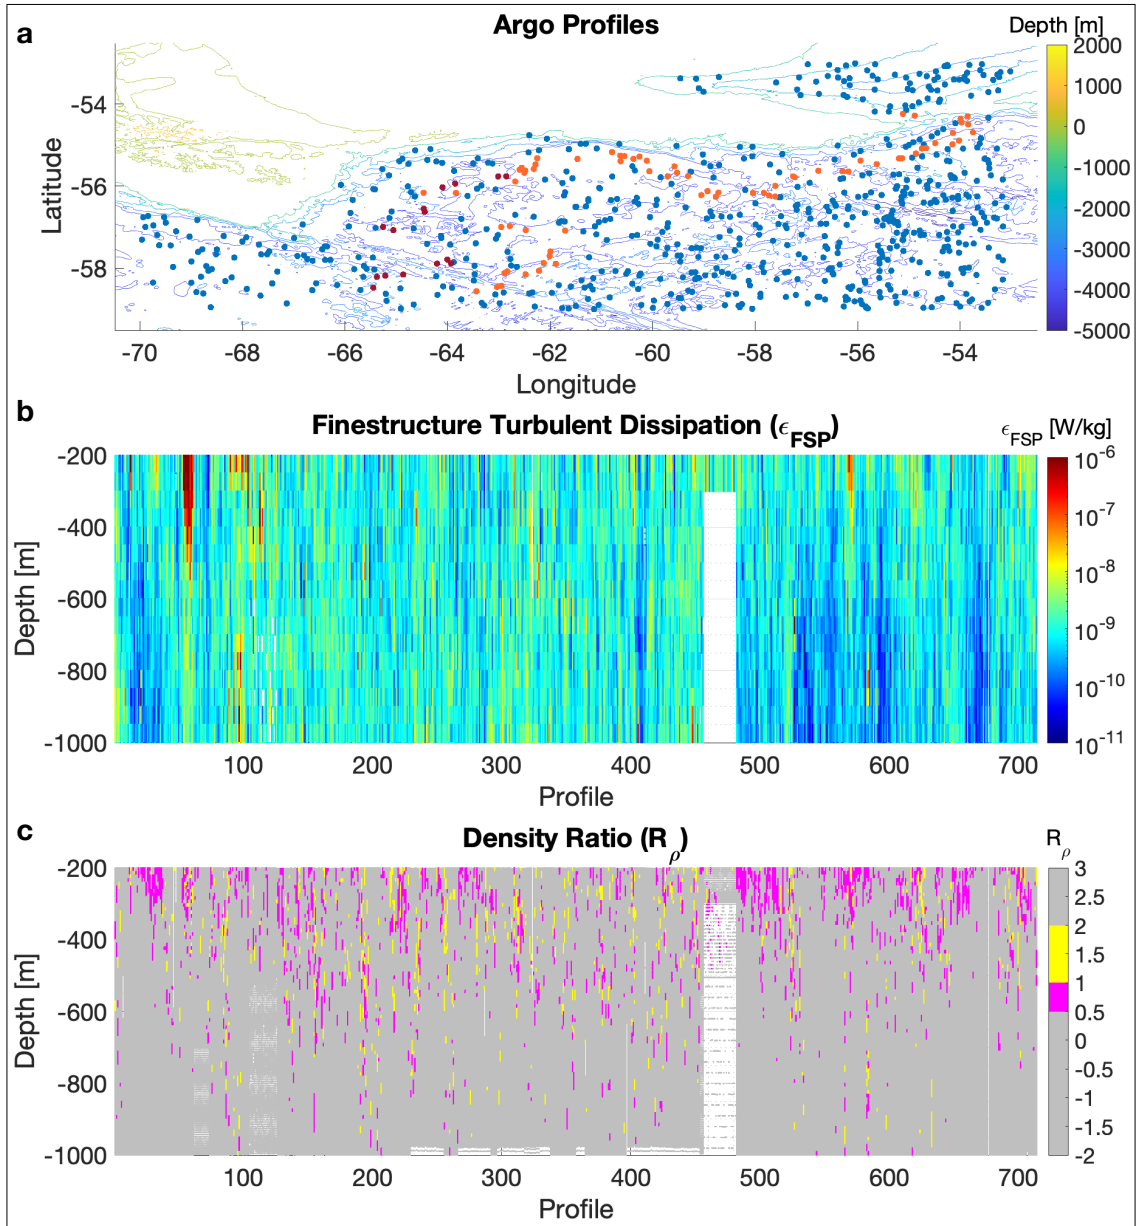 a
Argo Profiles
Depth [m]
2000
1000
0
-1000
-2000
-3000
-4000
-5000
Latitude
-54
-56
-58
-70 -68 -66 -64 -62 -60 -58 -56 -54
Longitude
b
Finestructure Turbulent Dissipation (ϵFSP)
ϵFSP [W/kg]
10^-6
10^-7
10^-8
10^-9
10^-10
10^-11
Depth [m]
-200
-400
-600
-800
-1000
100 200 300 400 500 600 700
Profile
c
Density Ratio (Rρ)
Rρ
3
2.5
2
1.5
1
0.5
0
-0.5
-1
-1.5
-2
Depth [m]
-200
-400
-600
-800
-1000
100 200 300 400 500 600 700
Profile